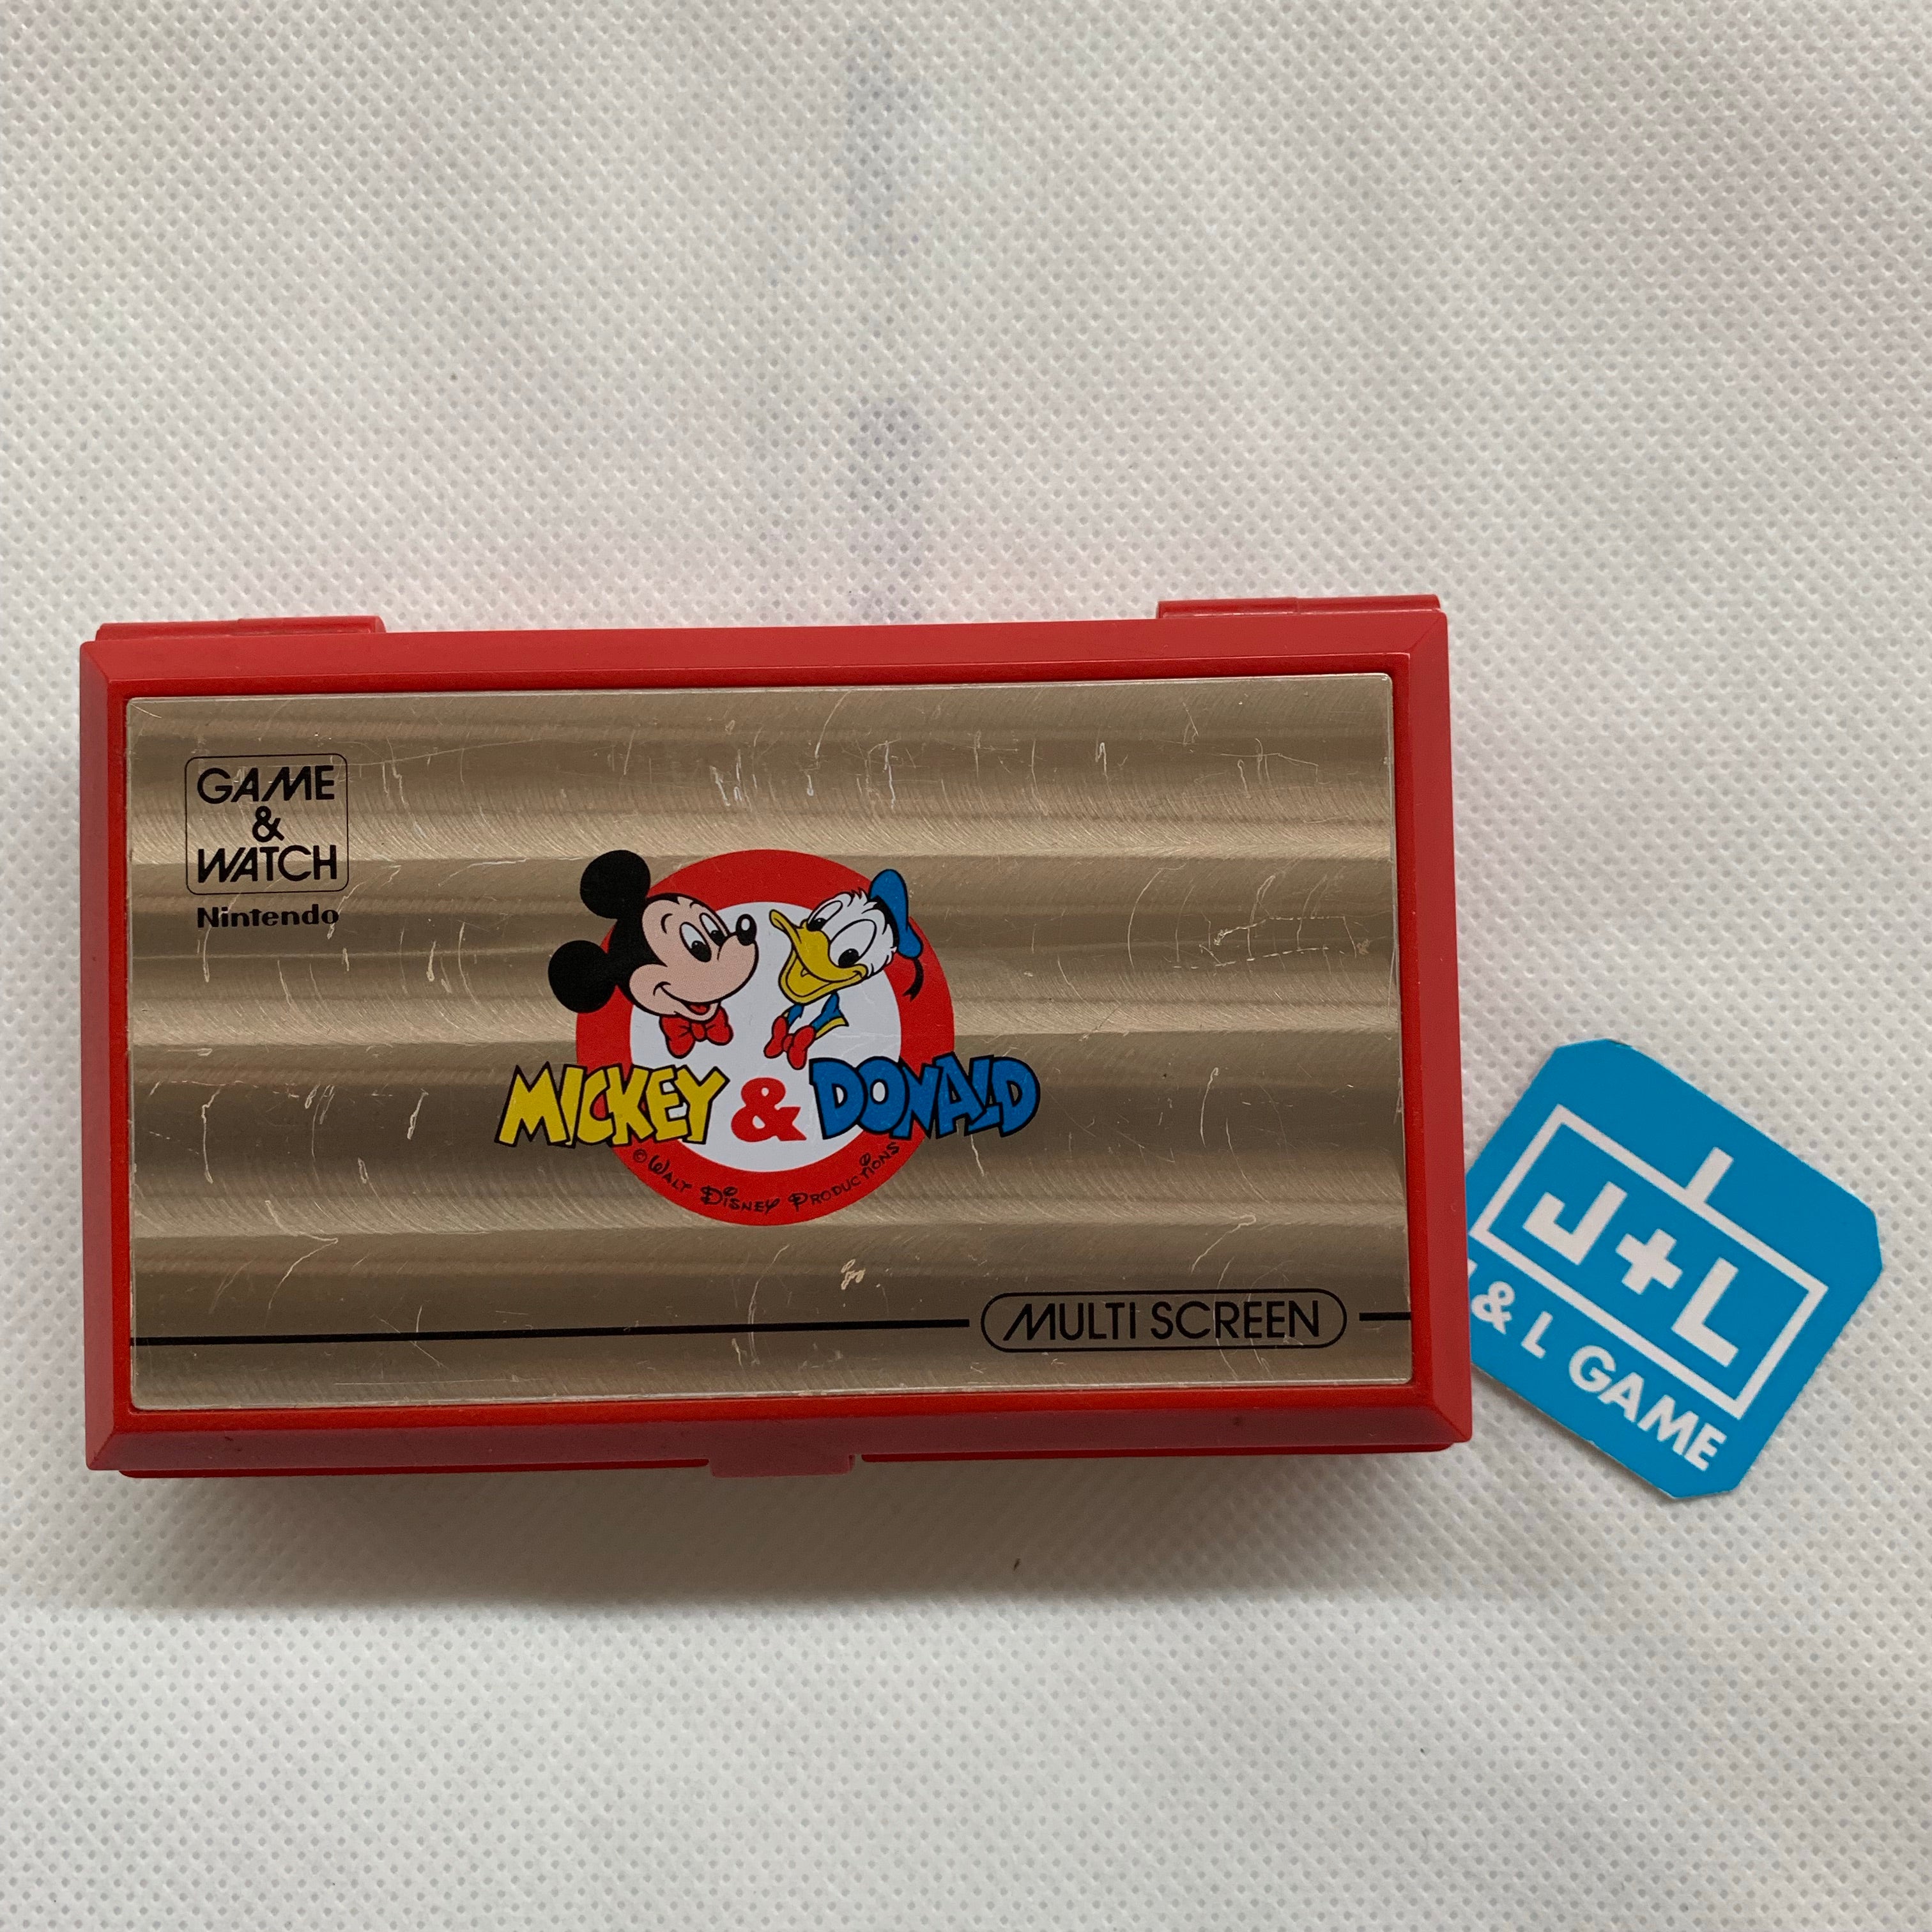 GAME
&
WATCH
Nintendo
MICKEY & DONALD
© WALT DISNEY PRODUCTIONS
MULTI SCREEN
J+L
& L GAME